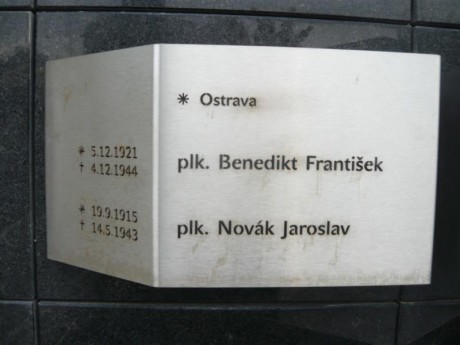 * Ostrava
* 5.12.1921
† 4.12.1944
plk. Benedikt František
* 19.9.1915
† 14.5.1943
plk. Novák Jaroslav